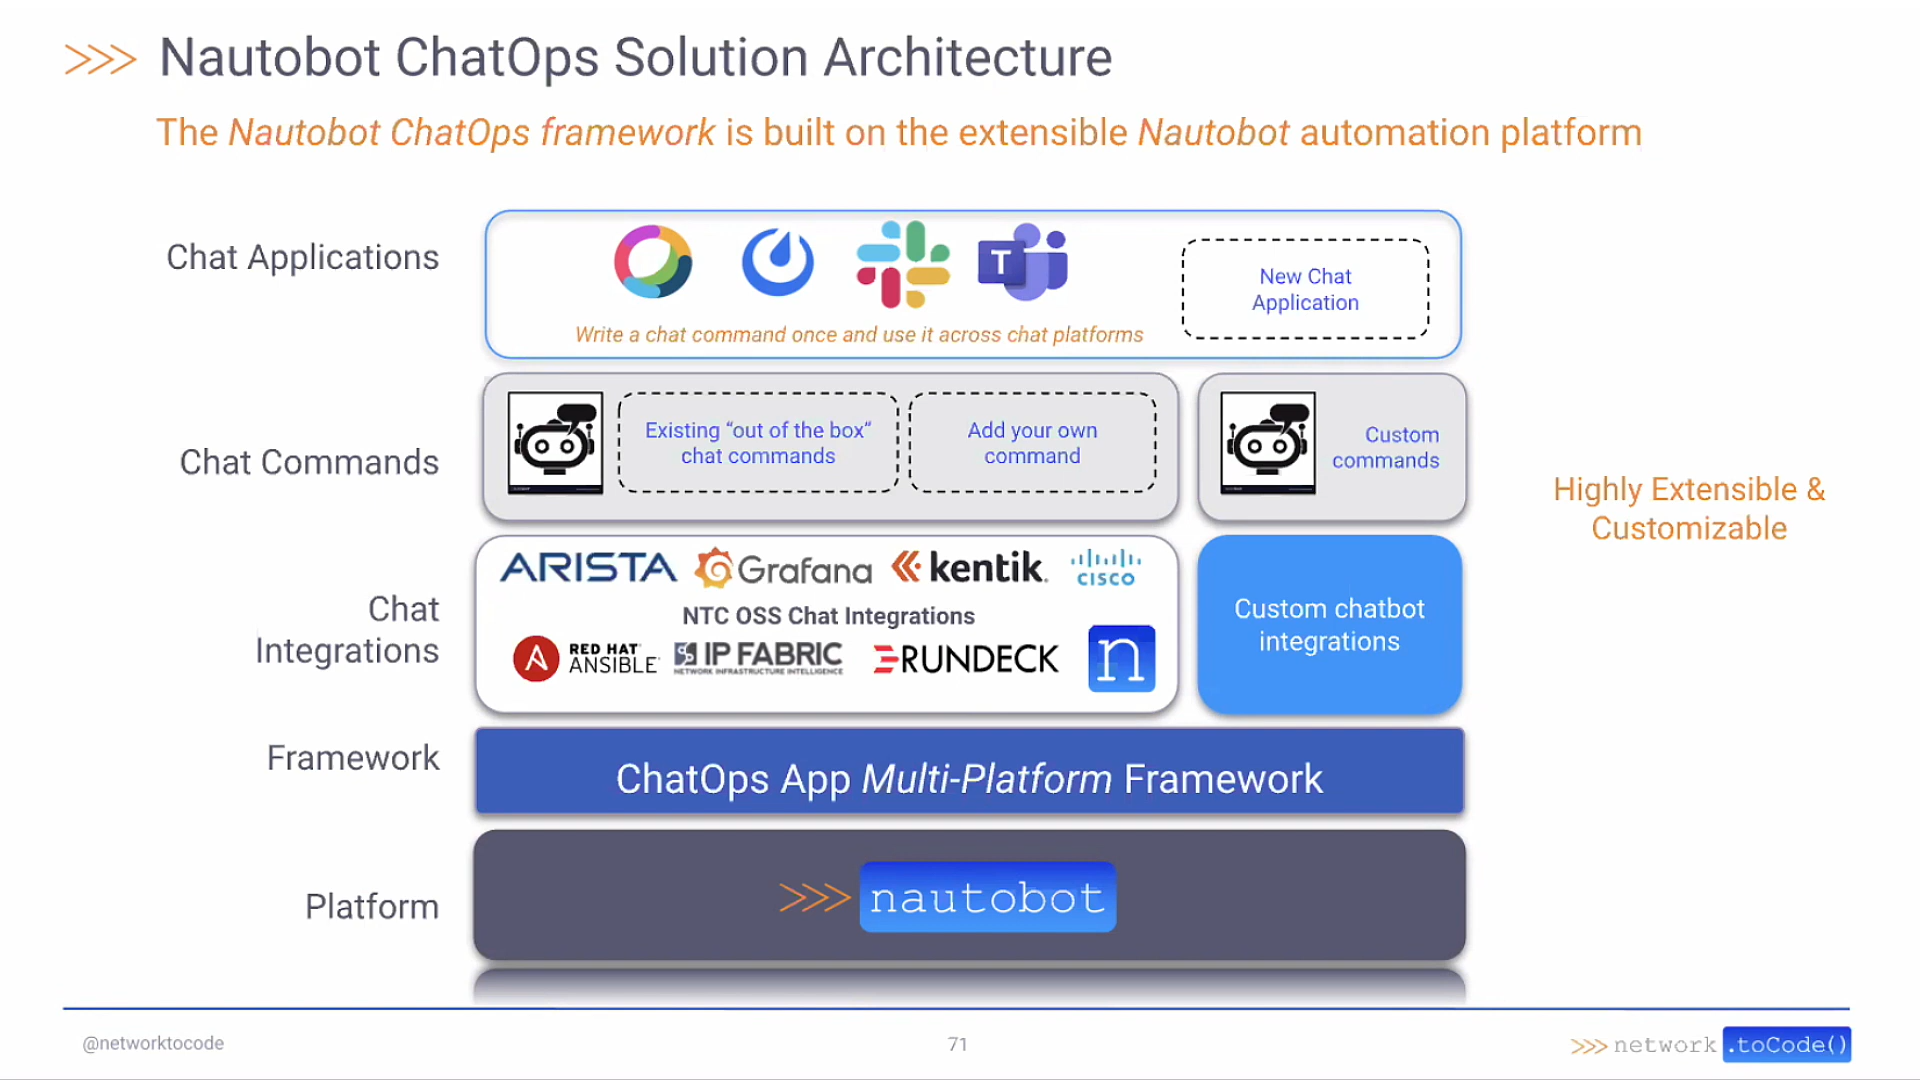 >>> Nautobot ChatOps Solution Architecture
The Nautobot ChatOps framework is built on the extensible Nautobot automation platform
Chat Applications
T
Write a chat command once and use it across chat platforms
New Chat
Application
Chat Commands
Existing “out of the box“
chat commands
Add your own
command
Custom
commands
Highly Extensible &
Customizable
Chat
Integrations
ARISTA
Grafana
kentik.
CISCO
NTC OSS Chat Integrations
A
RED HAT
ANSIBLE
IP FABRIC
NETWORK INFRASTRUCTURE INTELLIGENCE
RUNDECK
n
Custom chatbot
integrations
Framework
ChatOps App Multi-Platform Framework
Platform
>>> nautobot
@networktocode
71
>>> network .toCode()